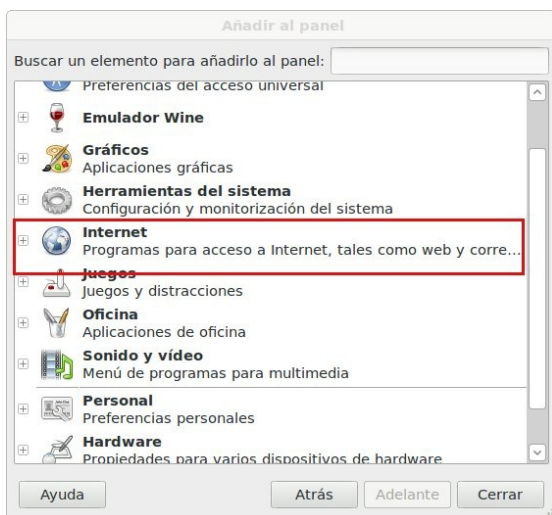 Añadir al panel
Buscar un elemento para añadirlo al panel:
Preferencias del acceso universal
Emulador Wine
Gráficos
Aplicaciones gráficas
Herramientas del sistema
Configuración y monitorización del sistema
Internet
Programas para acceso a Internet, tales como web y corre...
Juegos
Juegos y distracciones
Oficina
Aplicaciones de oficina
Sonido y vídeo
Menú de programas para multimedia
Personal
Preferencias personales
Hardware
Propiedades para varios dispositivos de hardware
Ayuda Atrás Adelante Cerrar